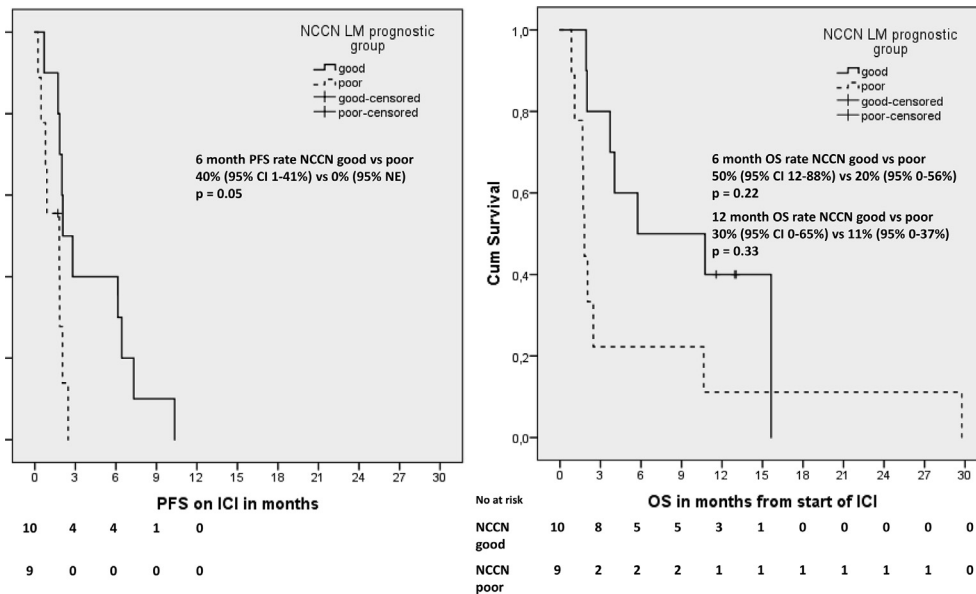 NCCN LM prognostic
group
good
poor
good-censored
poor-censored
6 month PFS rate NCCN good vs poor
40% (95% CI 1-41%) vs 0% (95% NE)
p = 0.05
0 3 6 9 12 15 18 21 24 27 30
PFS on ICI in months
10 4 4 1 0
9 0 0 0 0
Cum Survival
1,0
0,8
0,6
0,4
0,2
0,0
NCCN LM prognostic
group
good
poor
good-censored
poor-censored
6 month OS rate NCCN good vs poor
50% (95% CI 12-88%) vs 20% (95% 0-56%)
p = 0.22
12 month OS rate NCCN good vs poor
30% (95% CI 0-65%) vs 11% (95% 0-37%)
p = 0.33
0 3 6 9 12 15 18 21 24 27 30
OS in months from start of ICI
No at risk
NCCN 10 8 5 5 3 1 0 0 0 0 0
good
NCCN 9 2 2 2 1 1 1 1 1 1 0
poor